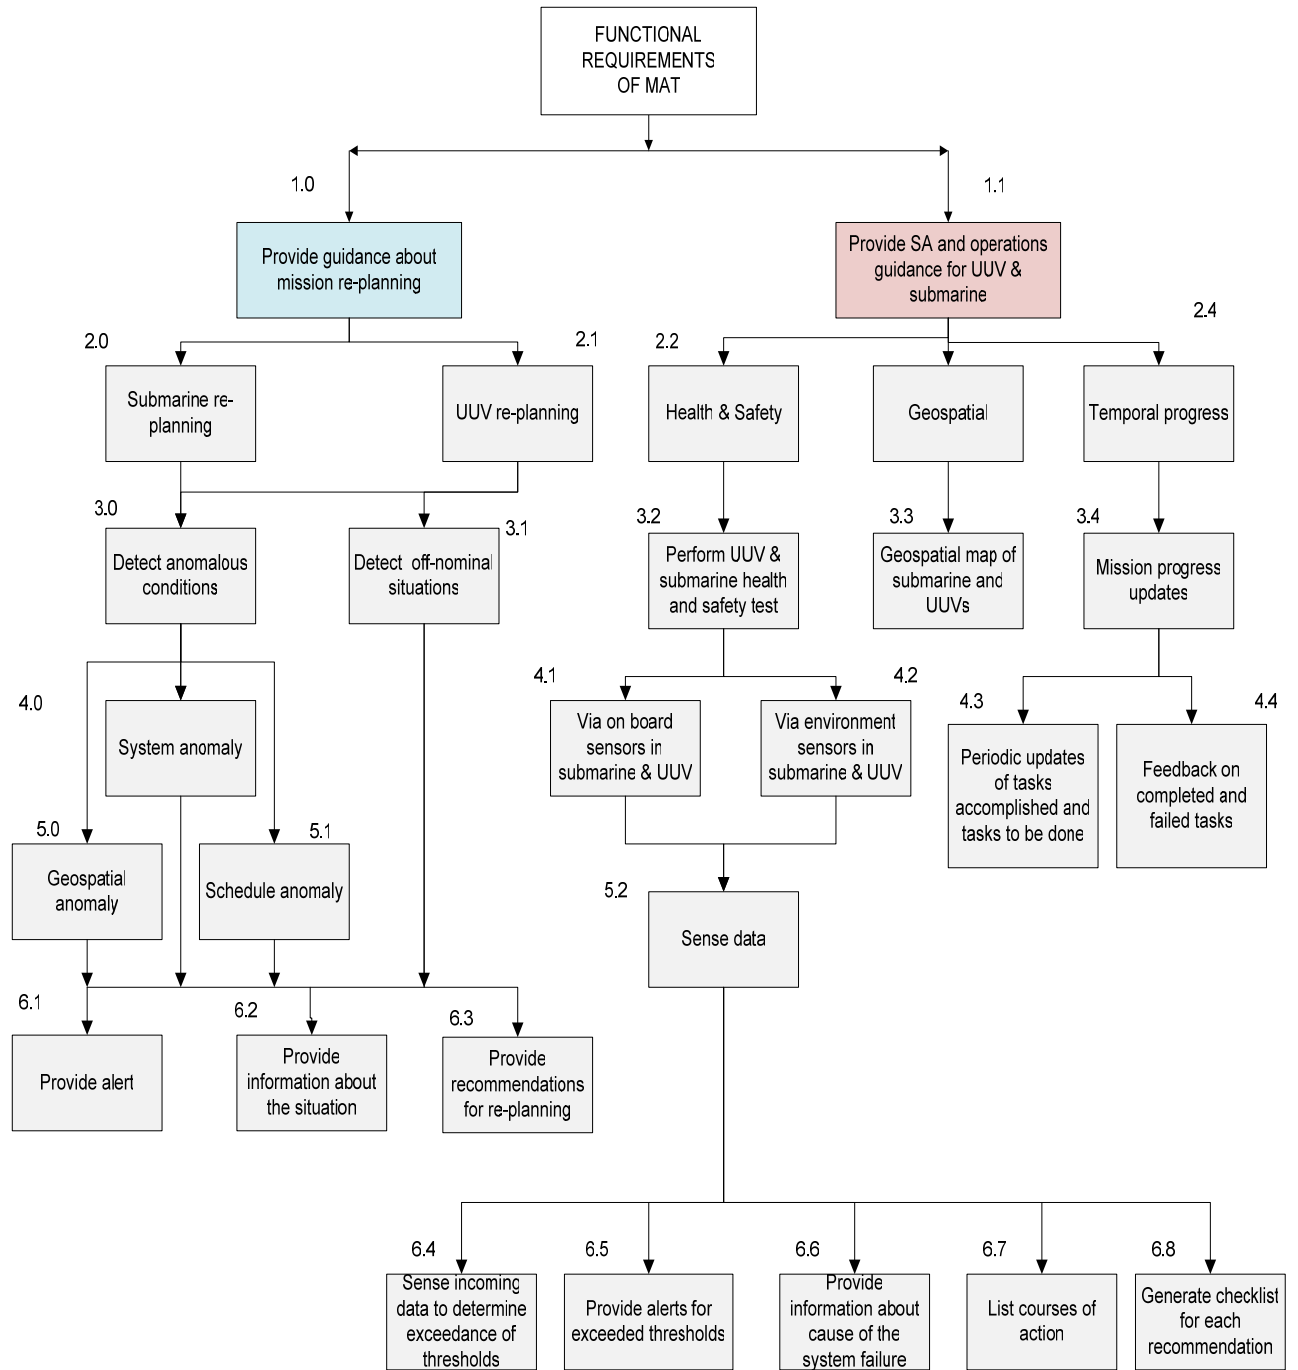 FUNCTIONAL
REQUIREMENTS
OF MAT
1.0
1.1
Provide guidance about
mission re-planning
Provide SA and operations
guidance for UUV &
submarine
2.0
2.1
2.2
2.4
Submarine re-
planning
UUV re-planning
Health & Safety
Geospatial
Temporal progress
3.0
3.1
3.2
3.3
3.4
Detect anomalous
conditions
Detect off-nominal
situations
Perform UUV &
submarine health
and safety test
Geospatial map of
submarine and
UUVs
Mission progress
updates
4.0
4.1
4.2
4.3
4.4
System anomaly
Via on board
sensors in
submarine & UUV
Via environment
sensors in
submarine & UUV
Periodic updates
of tasks
accomplished and
tasks to be done
Feedback on
completed and
failed tasks
5.0
5.1
5.2
Geospatial
anomaly
Schedule anomaly
Sense data
6.1
6.2
6.3
Provide alert
Provide
information about
the situation
Provide
recommendations
for re-planning
6.4
6.5
6.6
6.7
6.8
Sense incoming
data to determine
exceedance of
thresholds
Provide alerts for
exceeded thresholds
Provide
information about
cause of the
system failure
List courses of
action
Generate checklist
for each
recommendation